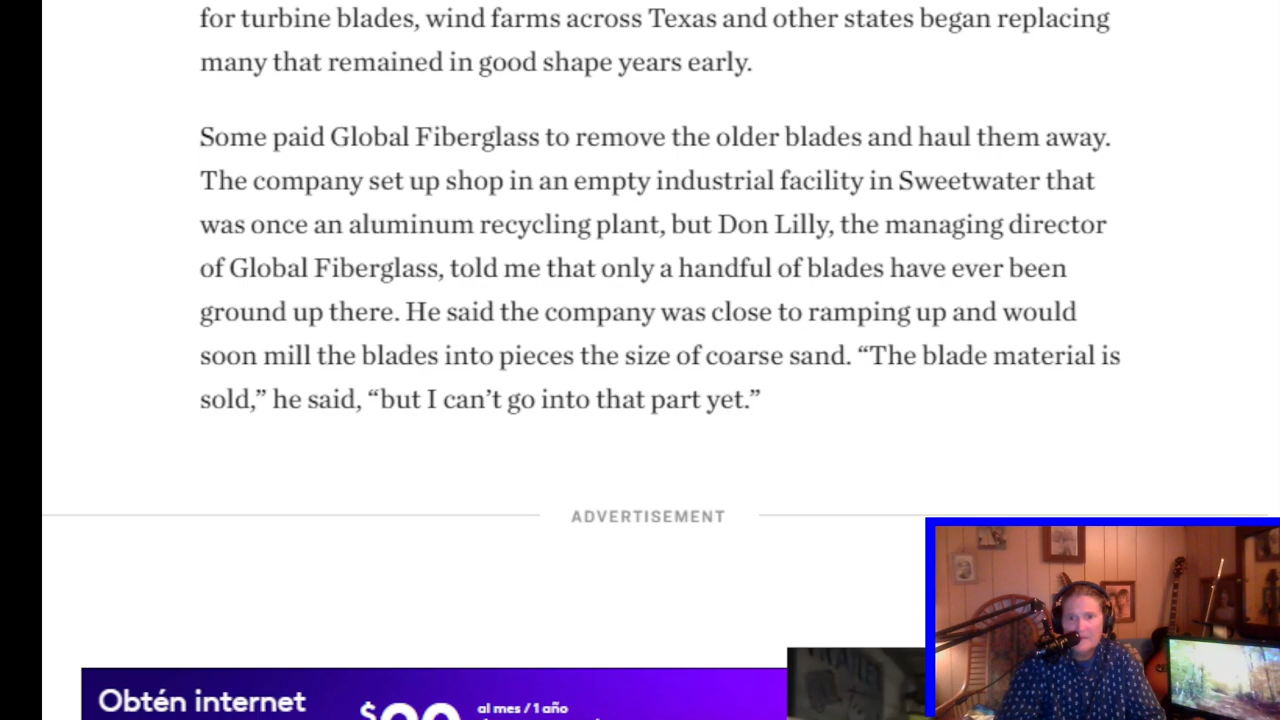 for turbine blades, wind farms across Texas and other states began replacing
many that remained in good shape years early.
Some paid Global Fiberglass to remove the older blades and haul them away.
The company set up shop in an empty industrial facility in Sweetwater that
was once an aluminum recycling plant, but Don Lilly, the managing director
of Global Fiberglass, told me that only a handful of blades have ever been
ground up there. He said the company was close to ramping up and would
soon mill the blades into pieces the size of coarse sand. “The blade material is
sold,” he said, “but I can’t go into that part yet.”
ADVERTISEMENT
Obtén internet
$
al mes / 1 año